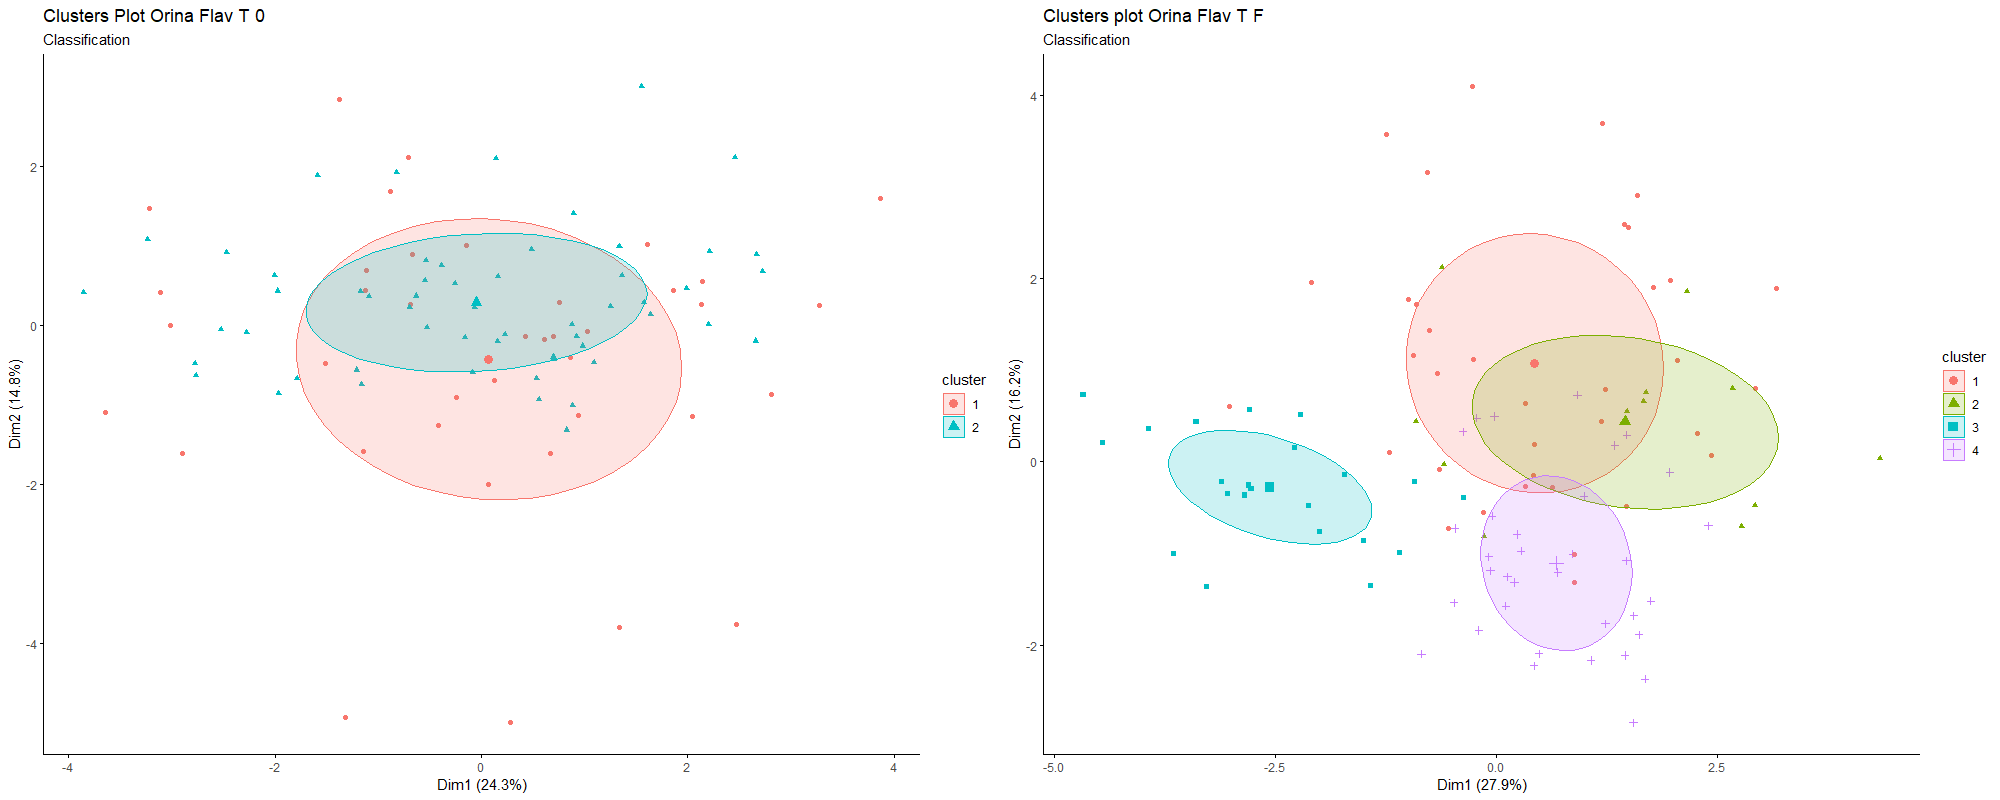 Clusters Plot Orina Flav T 0
Classification
2
0
-2
-4
Dim2 (14.8%)
-4
-2
0
2
4
Dim1 (24.3%)
cluster
1
2
Clusters plot Orina Flav T F
Classification
4
2
0
-2
Dim2 (16.2%)
-5.0
-2.5
0.0
2.5
Dim1 (27.9%)
cluster
1
2
3
4